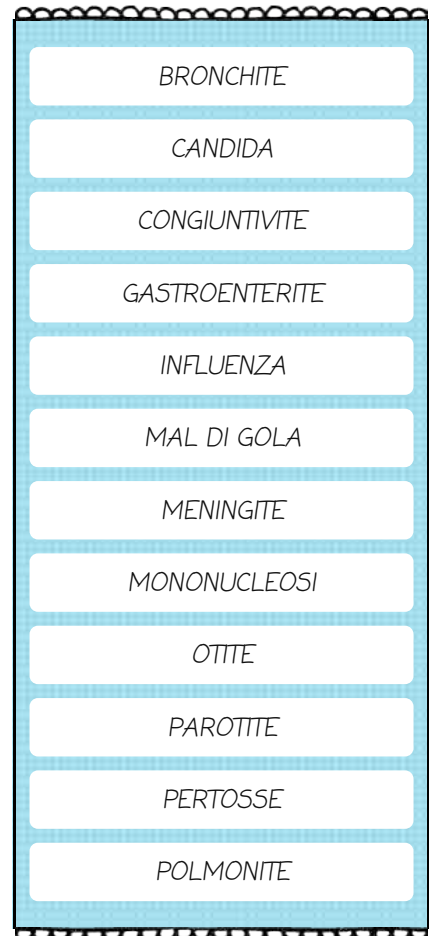 BRONCHITE
CANDIDA
CONGIUNTIVITE
GASTROENTERITE
INFLUENZA
MAL DI GOLA
MENINGITE
MONONUCLEOSI
OTITE
PAROTITE
PERTOSSE
POLMONITE